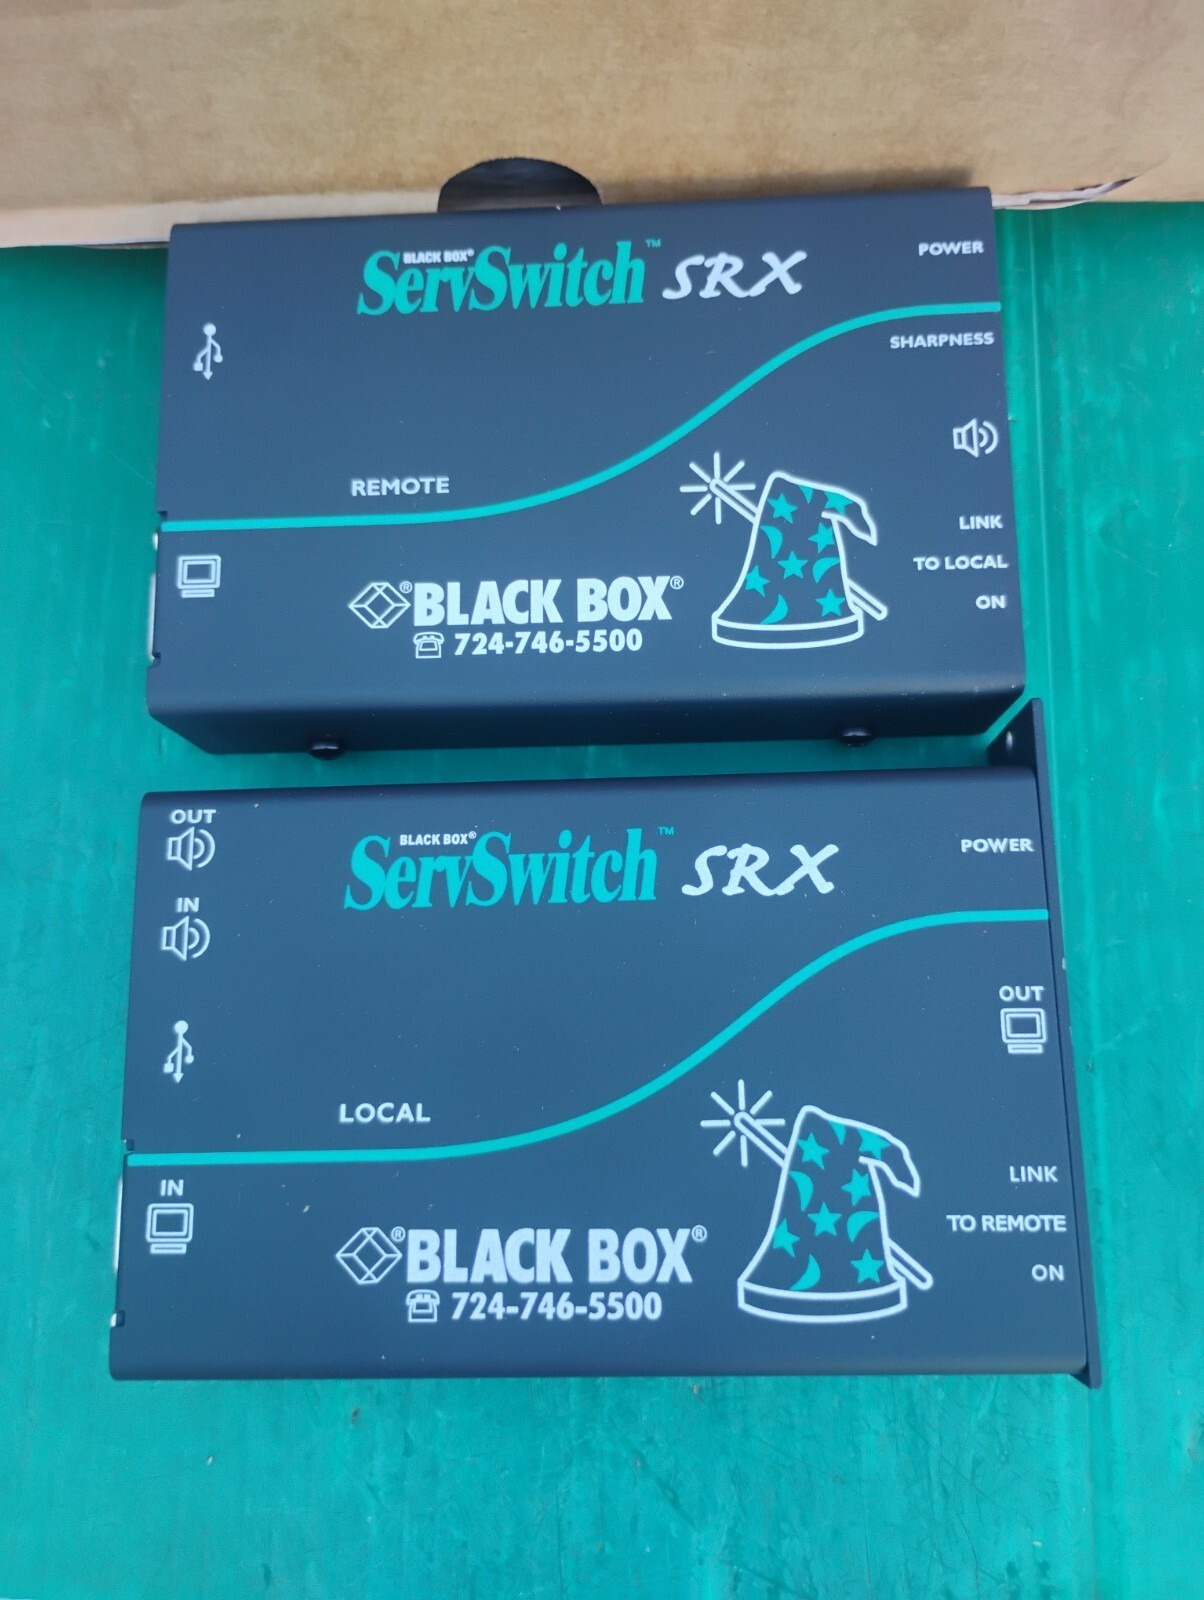 BLACK BOX®
ServSwitch™ SRX
POWER
SHARPNESS
REMOTE
LINK
TO LOCAL
ON
®BLACK BOX®
724-746-5500
OUT
IN
BLACK BOX®
ServSwitch™ SRX
POWER
OUT
LOCAL
IN
LINK
TO REMOTE
ON
®BLACK BOX®
724-746-5500